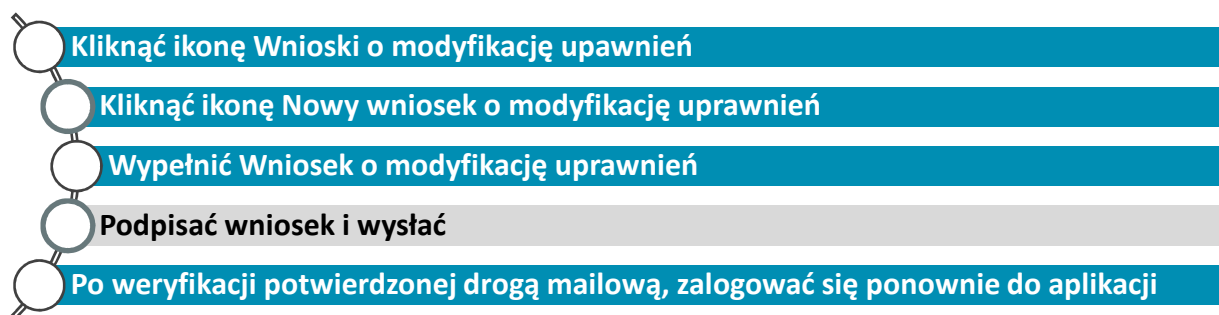 Kliknąć ikonę Wnioski o modyfikację upawnień
Kliknąć ikonę Nowy wniosek o modyfikację uprawnień
Wypełnić Wniosek o modyfikację uprawnień
Podpisać wniosek i wysłać
Po weryfikacji potwierdzonej drogą mailową, zalogować się ponownie do aplikacji